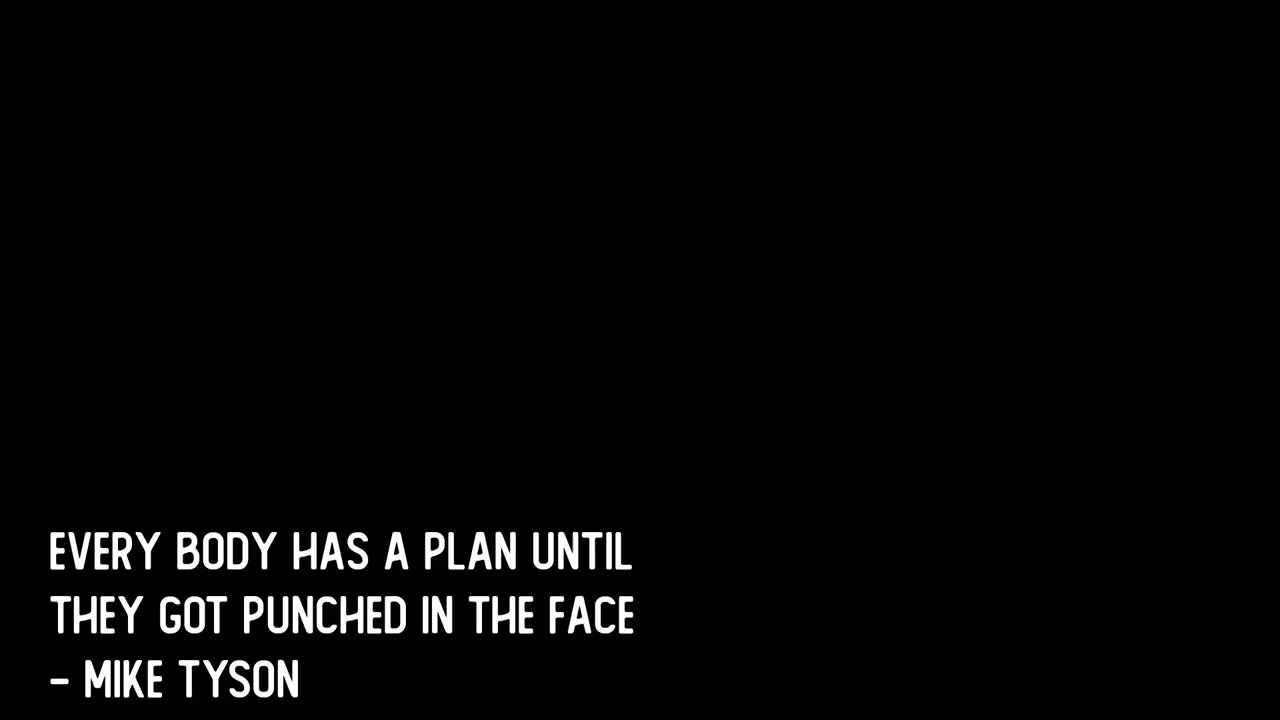 EVERY BODY HAS A PLAN UNTIL
THEY GOT PUNCHED IN THE FACE
- MIKE TYSON